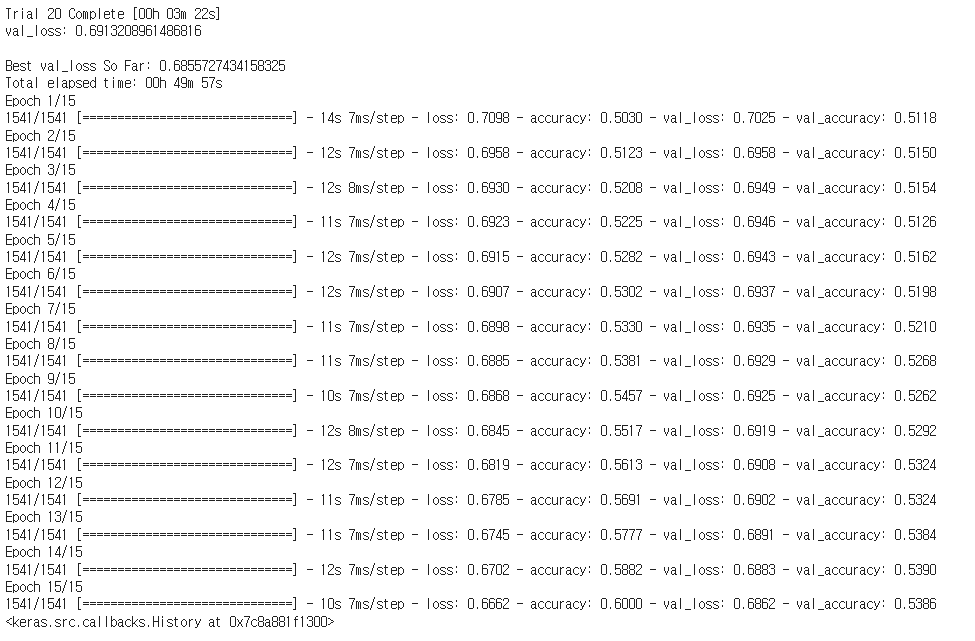 Trial 20 Complete [00h 03m 22s]
val_loss: 0.6913208961486816

Best val_loss So Far: 0.6855727434158325
Total elapsed time: 00h 49m 57s
Epoch 1/15
1541/1541 [==============================] - 14s 7ms/step - loss: 0.7098 - accuracy: 0.5030 - val_loss: 0.7025 - val_accuracy: 0.5118
Epoch 2/15
1541/1541 [==============================] - 12s 7ms/step - loss: 0.6958 - accuracy: 0.5123 - val_loss: 0.6958 - val_accuracy: 0.5150
Epoch 3/15
1541/1541 [==============================] - 12s 8ms/step - loss: 0.6930 - accuracy: 0.5208 - val_loss: 0.6949 - val_accuracy: 0.5154
Epoch 4/15
1541/1541 [==============================] - 11s 7ms/step - loss: 0.6923 - accuracy: 0.5225 - val_loss: 0.6946 - val_accuracy: 0.5126
Epoch 5/15
1541/1541 [==============================] - 12s 7ms/step - loss: 0.6915 - accuracy: 0.5282 - val_loss: 0.6943 - val_accuracy: 0.5162
Epoch 6/15
1541/1541 [==============================] - 12s 7ms/step - loss: 0.6907 - accuracy: 0.5302 - val_loss: 0.6937 - val_accuracy: 0.5198
Epoch 7/15
1541/1541 [==============================] - 11s 7ms/step - loss: 0.6898 - accuracy: 0.5330 - val_loss: 0.6935 - val_accuracy: 0.5210
Epoch 8/15
1541/1541 [==============================] - 11s 7ms/step - loss: 0.6885 - accuracy: 0.5381 - val_loss: 0.6929 - val_accuracy: 0.5268
Epoch 9/15
1541/1541 [==============================] - 10s 7ms/step - loss: 0.6868 - accuracy: 0.5457 - val_loss: 0.6925 - val_accuracy: 0.5262
Epoch 10/15
1541/1541 [==============================] - 12s 8ms/step - loss: 0.6845 - accuracy: 0.5517 - val_loss: 0.6919 - val_accuracy: 0.5292
Epoch 11/15
1541/1541 [==============================] - 12s 7ms/step - loss: 0.6819 - accuracy: 0.5613 - val_loss: 0.6908 - val_accuracy: 0.5324
Epoch 12/15
1541/1541 [==============================] - 11s 7ms/step - loss: 0.6785 - accuracy: 0.5691 - val_loss: 0.6902 - val_accuracy: 0.5324
Epoch 13/15
1541/1541 [==============================] - 11s 7ms/step - loss: 0.6745 - accuracy: 0.5777 - val_loss: 0.6891 - val_accuracy: 0.5384
Epoch 14/15
1541/1541 [==============================] - 12s 7ms/step - loss: 0.6702 - accuracy: 0.5882 - val_loss: 0.6883 - val_accuracy: 0.5390
Epoch 15/15
1541/1541 [==============================] - 10s 7ms/step - loss: 0.6662 - accuracy: 0.6000 - val_loss: 0.6862 - val_accuracy: 0.5386
<keras.src.callbacks.History at 0x7c8a881f1300>